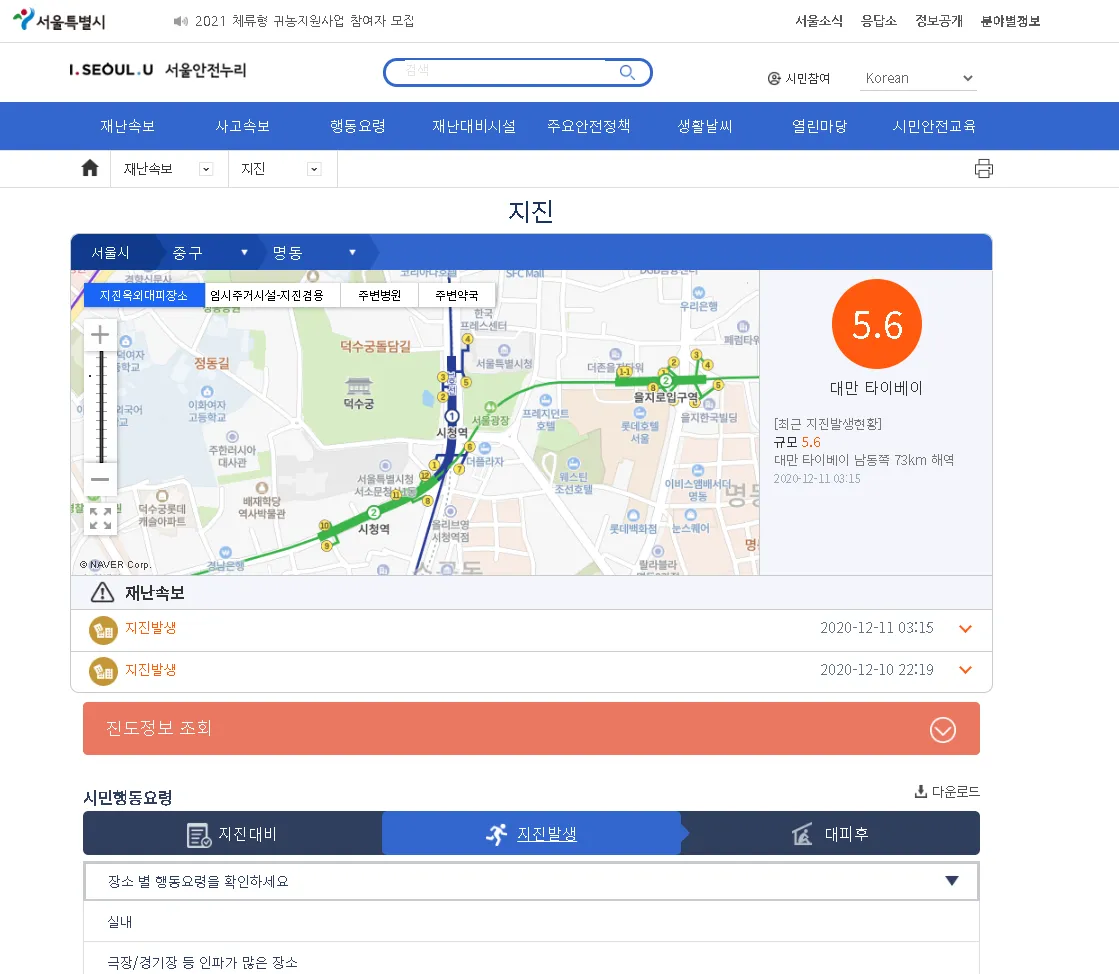 서울특별시
2021 체류형 귀농지원사업 참여자 모집
서울소식 응답소 정보공개 분야별정보
I.SEOUL.U 서울안전누리
검색
시민참여
Korean
재난속보 사고속보 행동요령 재난대비시설 주요안전정책 생활날씨 열린마당 시민안전교육
재난속보 지진
지진
서울시 중구 명동
지진옥외대피장소 임시주거시설-지진겸용 주변병원 주변약국
코리아나호텔
SFC Mall
우리은행
한국
프레스센터
페럼타워
정동길
덕수궁돌담길
서울특별시청
더존을지타워
덕수궁
이화여자
고등학교
서울광장
프레지던트
호텔
을지로입구역
시청역
롯데호텔
서울
을지한국빌딩
주한러시아
대사관
더플라자
서울특별시청
서소문청사
웨스틴
조선호텔
이비스앰배서더
명동
배재학당
역사박물관
덕수궁롯데
캐슬아파트
시청역
올리브영
시청역점
롯데백화점
눈스퀘어
랄라블라
경남은행
© NAVER Corp.
5.6
대만 타이베이
[최근 지진발생현황]
규모 5.6
대만 타이베이 남동쪽 73km 해역
2020-12-11 03:15
재난속보
지진발생 2020-12-11 03:15
지진발생 2020-12-10 22:19
진도정보 조회
시민행동요령 다운로드
지진대비 지진발생 대피후
장소 별 행동요령을 확인하세요
실내
극장/경기장 등 인파가 많은 장소